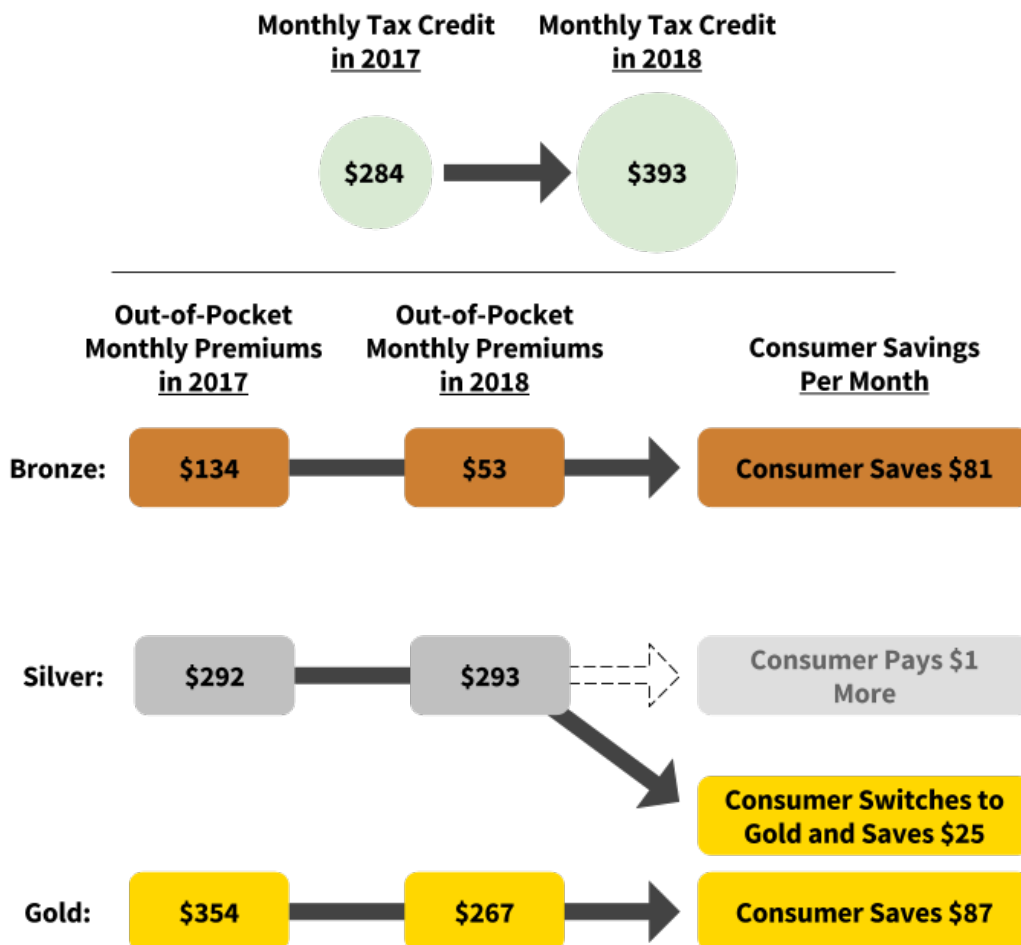 Monthly Tax Credit
in 2017
Monthly Tax Credit
in 2018
$284
$393
Out-of-Pocket
Monthly Premiums
in 2017
Out-of-Pocket
Monthly Premiums
in 2018
Consumer Savings
Per Month
Bronze:
$134
$53
Consumer Saves $81
Silver:
$292
$293
Consumer Pays $1
More
Consumer Switches to
Gold and Saves $25
Gold:
$354
$267
Consumer Saves $87